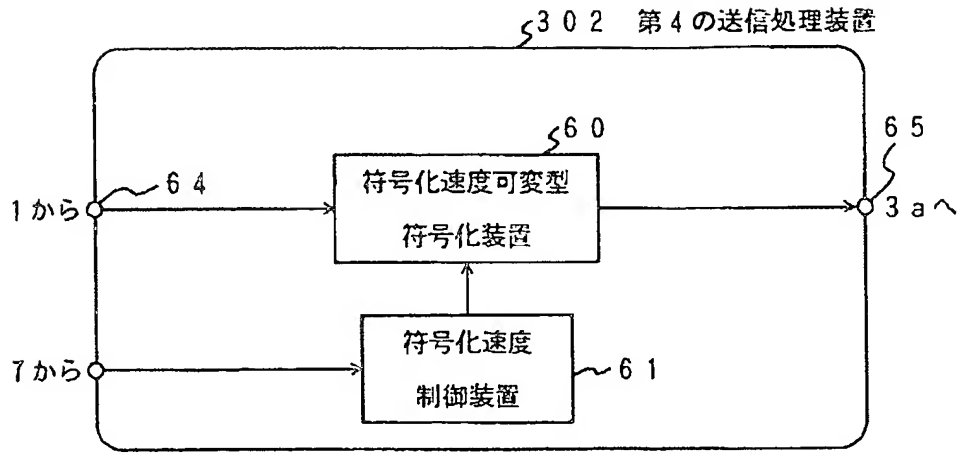 302 第4の送信処理装置
60
65
符号化速度可変型
符号化装置
64
1から
3aへ
符号化速度
制御装置
7から
61